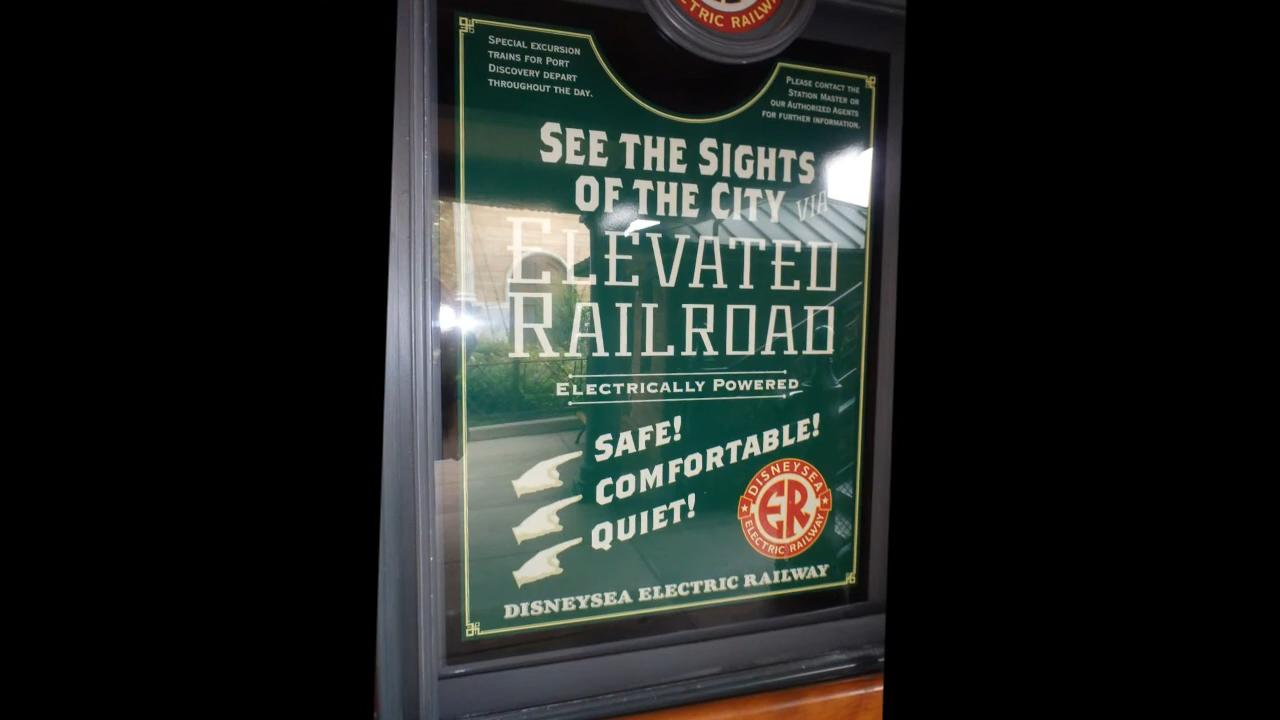 TRIC RAILW
SPECIAL EXCURSION
TRAINS FOR PORT
DISCOVERY DEPART
THROUGHOUT THE DAY.
PLEASE CONTACT THE
STATION MASTER OR
OUR AUTHORIZED AGENTS
FOR FURTHER INFORMATION.
SEE THE SIGHTS
OF THE CITY VIA
ELEVATED
RAILROAD
ELECTRICALLY POWERED
SAFE!
COMFORTABLE!
QUIET!
DISNEYSEA
ER
ELECTRIC RAILWAY
DISNEYSEA ELECTRIC RAILWAY